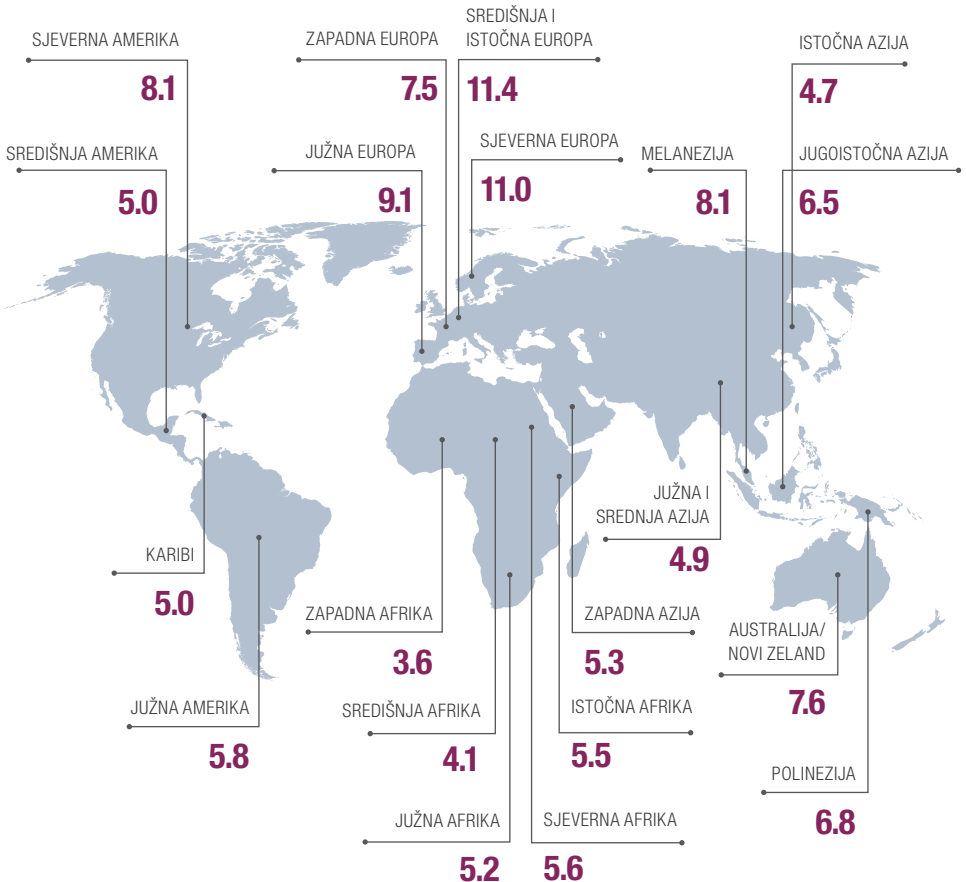 SJEVERNA AMERIKA
8.1
ZAPADNA EUROPA
7.5
SREDIŠNJA I
ISTOČNA EUROPA
11.4
ISTOČNA AZIJA
4.7
SREDIŠNJA AMERIKA
5.0
JUŽNA EUROPA
9.1
SJEVERNA EUROPA
11.0
MELANEZIJA
8.1
JUGOISTOČNA AZIJA
6.5
KARIBI
5.0
JUŽNA I
SREDNJA AZIJA
4.9
ZAPADNA AFRIKA
3.6
ZAPADNA AZIJA
5.3
AUSTRALIJA/
NOVI ZELAND
7.6
JUŽNA AMERIKA
5.8
SREDIŠNJA AFRIKA
4.1
ISTOČNA AFRIKA
5.5
POLINEZIJA
6.8
JUŽNA AFRIKA
5.2
SJEVERNA AFRIKA
5.6